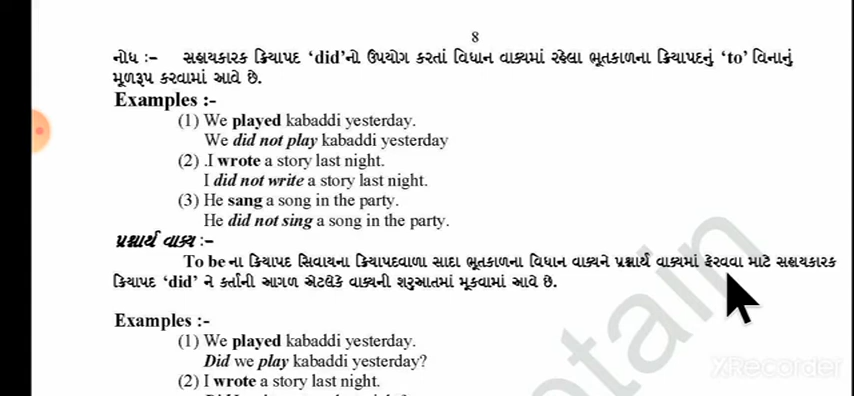 8
નોધ :- સહાયકારક ક્રિયાપદ ‘did’નો ઉપયોગ કરતાં વિધાન વાક્યમાં રહેલા ભૂતકાળના ક્રિયાપદનું ‘to’ વિનાનું
મૂળરૂપ કરવામાં આવે છે.
Examples :-
(1) We played kabaddi yesterday.
We did not play kabaddi yesterday
(2) .I wrote a story last night.
I did not write a story last night.
(3) He sang a song in the party.
He did not sing a song in the party.
પ્રશ્નાર્થ વાક્ય :-
To be ના ક્રિયાપદ સિવાયના ક્રિયાપદવાળા સાદા ભૂતકાળના વિધાન વાક્યને પ્રશ્નાર્થ વાક્યમાં ફેરવવા માટે સહાયકારક
ક્રિયાપદ ‘did’ ને કર્તાની આગળ એટલેકે વાક્યની શરુઆતમાં મૂકવામાં આવે છે.
Examples :-
(1) We played kabaddi yesterday.
Did we play kabaddi yesterday?
(2) I wrote a story last night.
tain
XRecorder